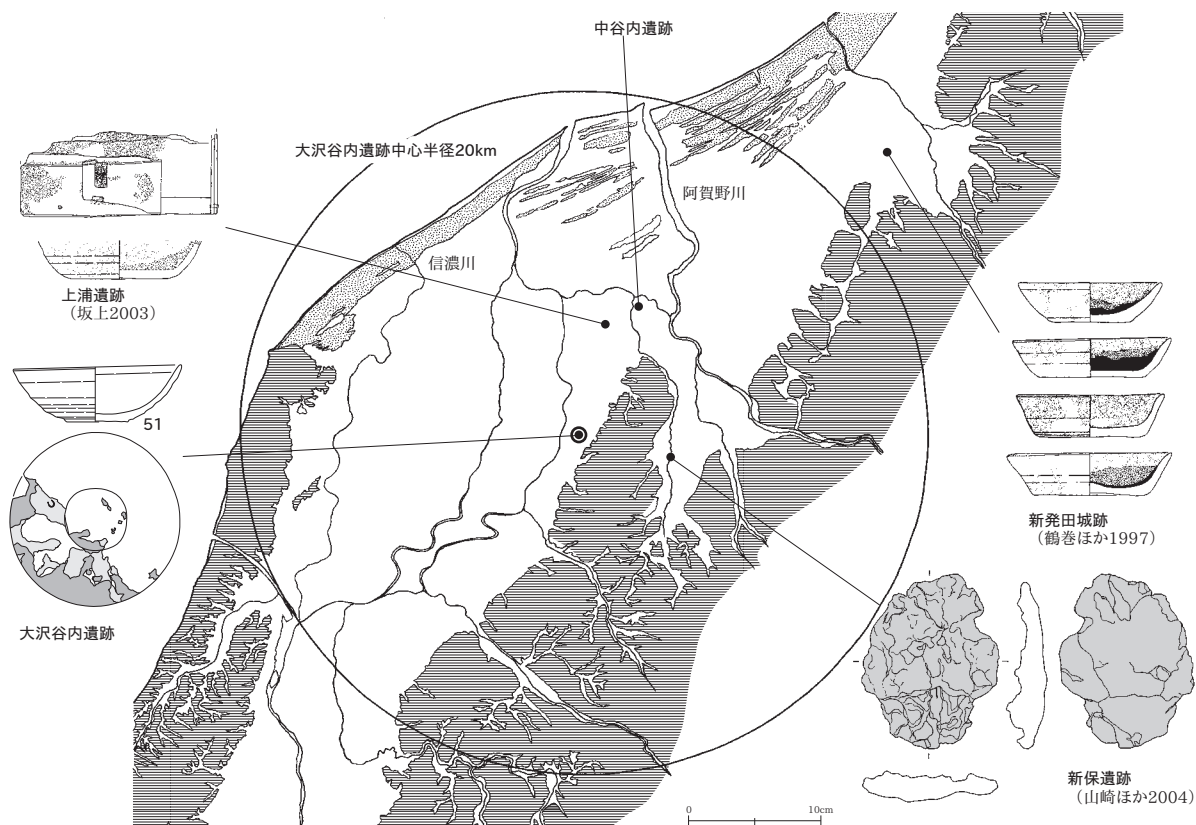 中谷内遺跡
大沢谷内遺跡中心半径20km
阿賀野川
信濃川
上浦遺跡
（坂上2003）
51
大沢谷内遺跡
新発田城跡
（鶴巻ほか1997）
新保遺跡
（山崎ほか2004）
0 10cm